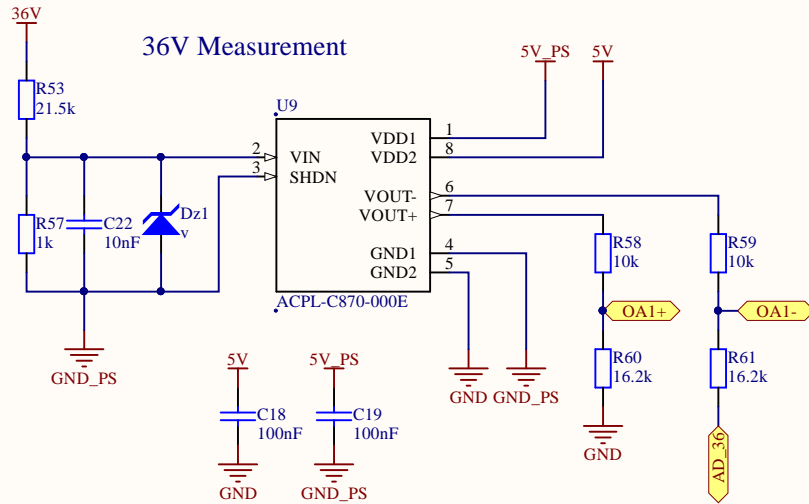 36V
36V Measurement
5V_PS
5V
R53
21.5k
U9
2
VIN
VDD1
1
3
SHDN
VDD2
8
VOUT-
6
VOUT+
7
R57
1k
C22
10nF
Dz1
v
R58
10k
R59
10k
GND1
4
GND2
5
ACPL-C870-000E
OA1+
OA1-
GND_PS
5V
5V_PS
R60
16.2k
R61
16.2k
GND
GND_PS
C18
100nF
C19
100nF
GND
AD_36
GND
GND_PS